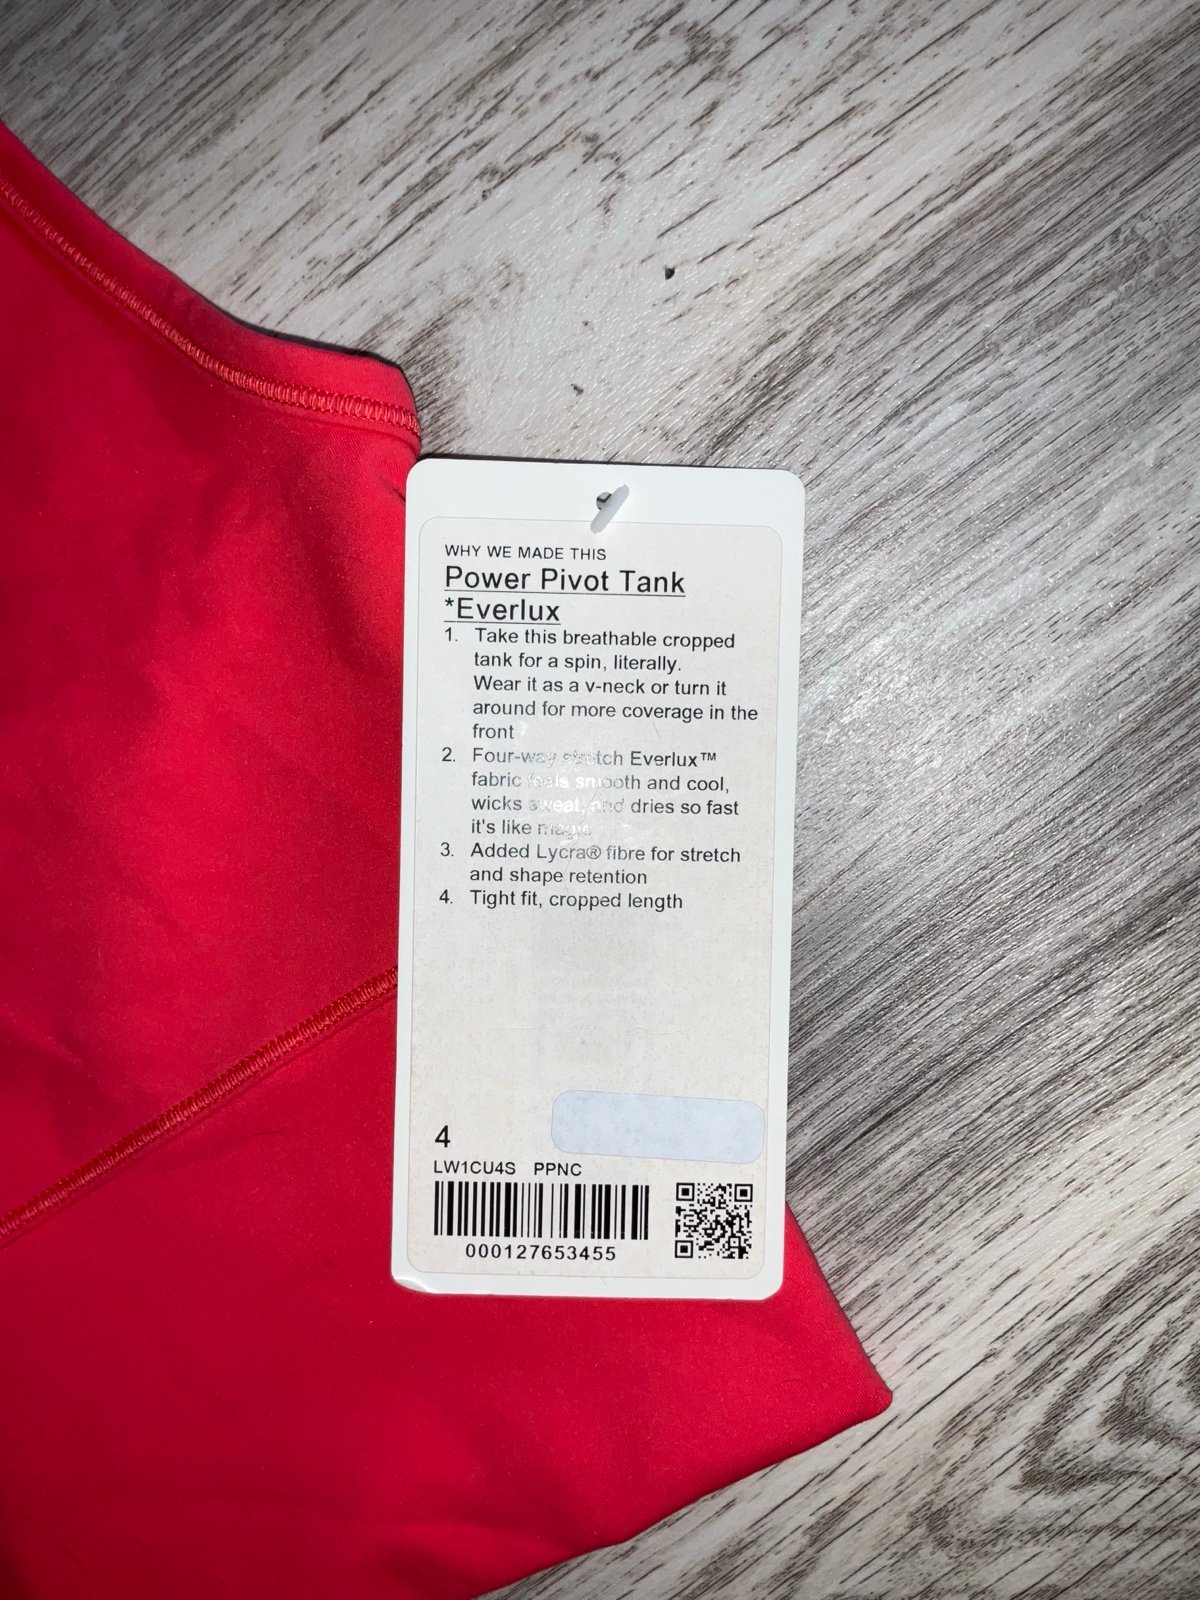 WHY WE MADE THIS
Power Pivot Tank
*Everlux
1. Take this breathable cropped
tank for a spin, literally.
Wear it as a v-neck or turn it
around for more coverage in the
front
2. Four-way stretch Everlux™
fabric feels smooth and cool,
wicks sweat, and dries so fast
it's like magic
3. Added Lycra® fibre for stretch
and shape retention
4. Tight fit, cropped length
4
LW1CU4S PPNC
000127653455